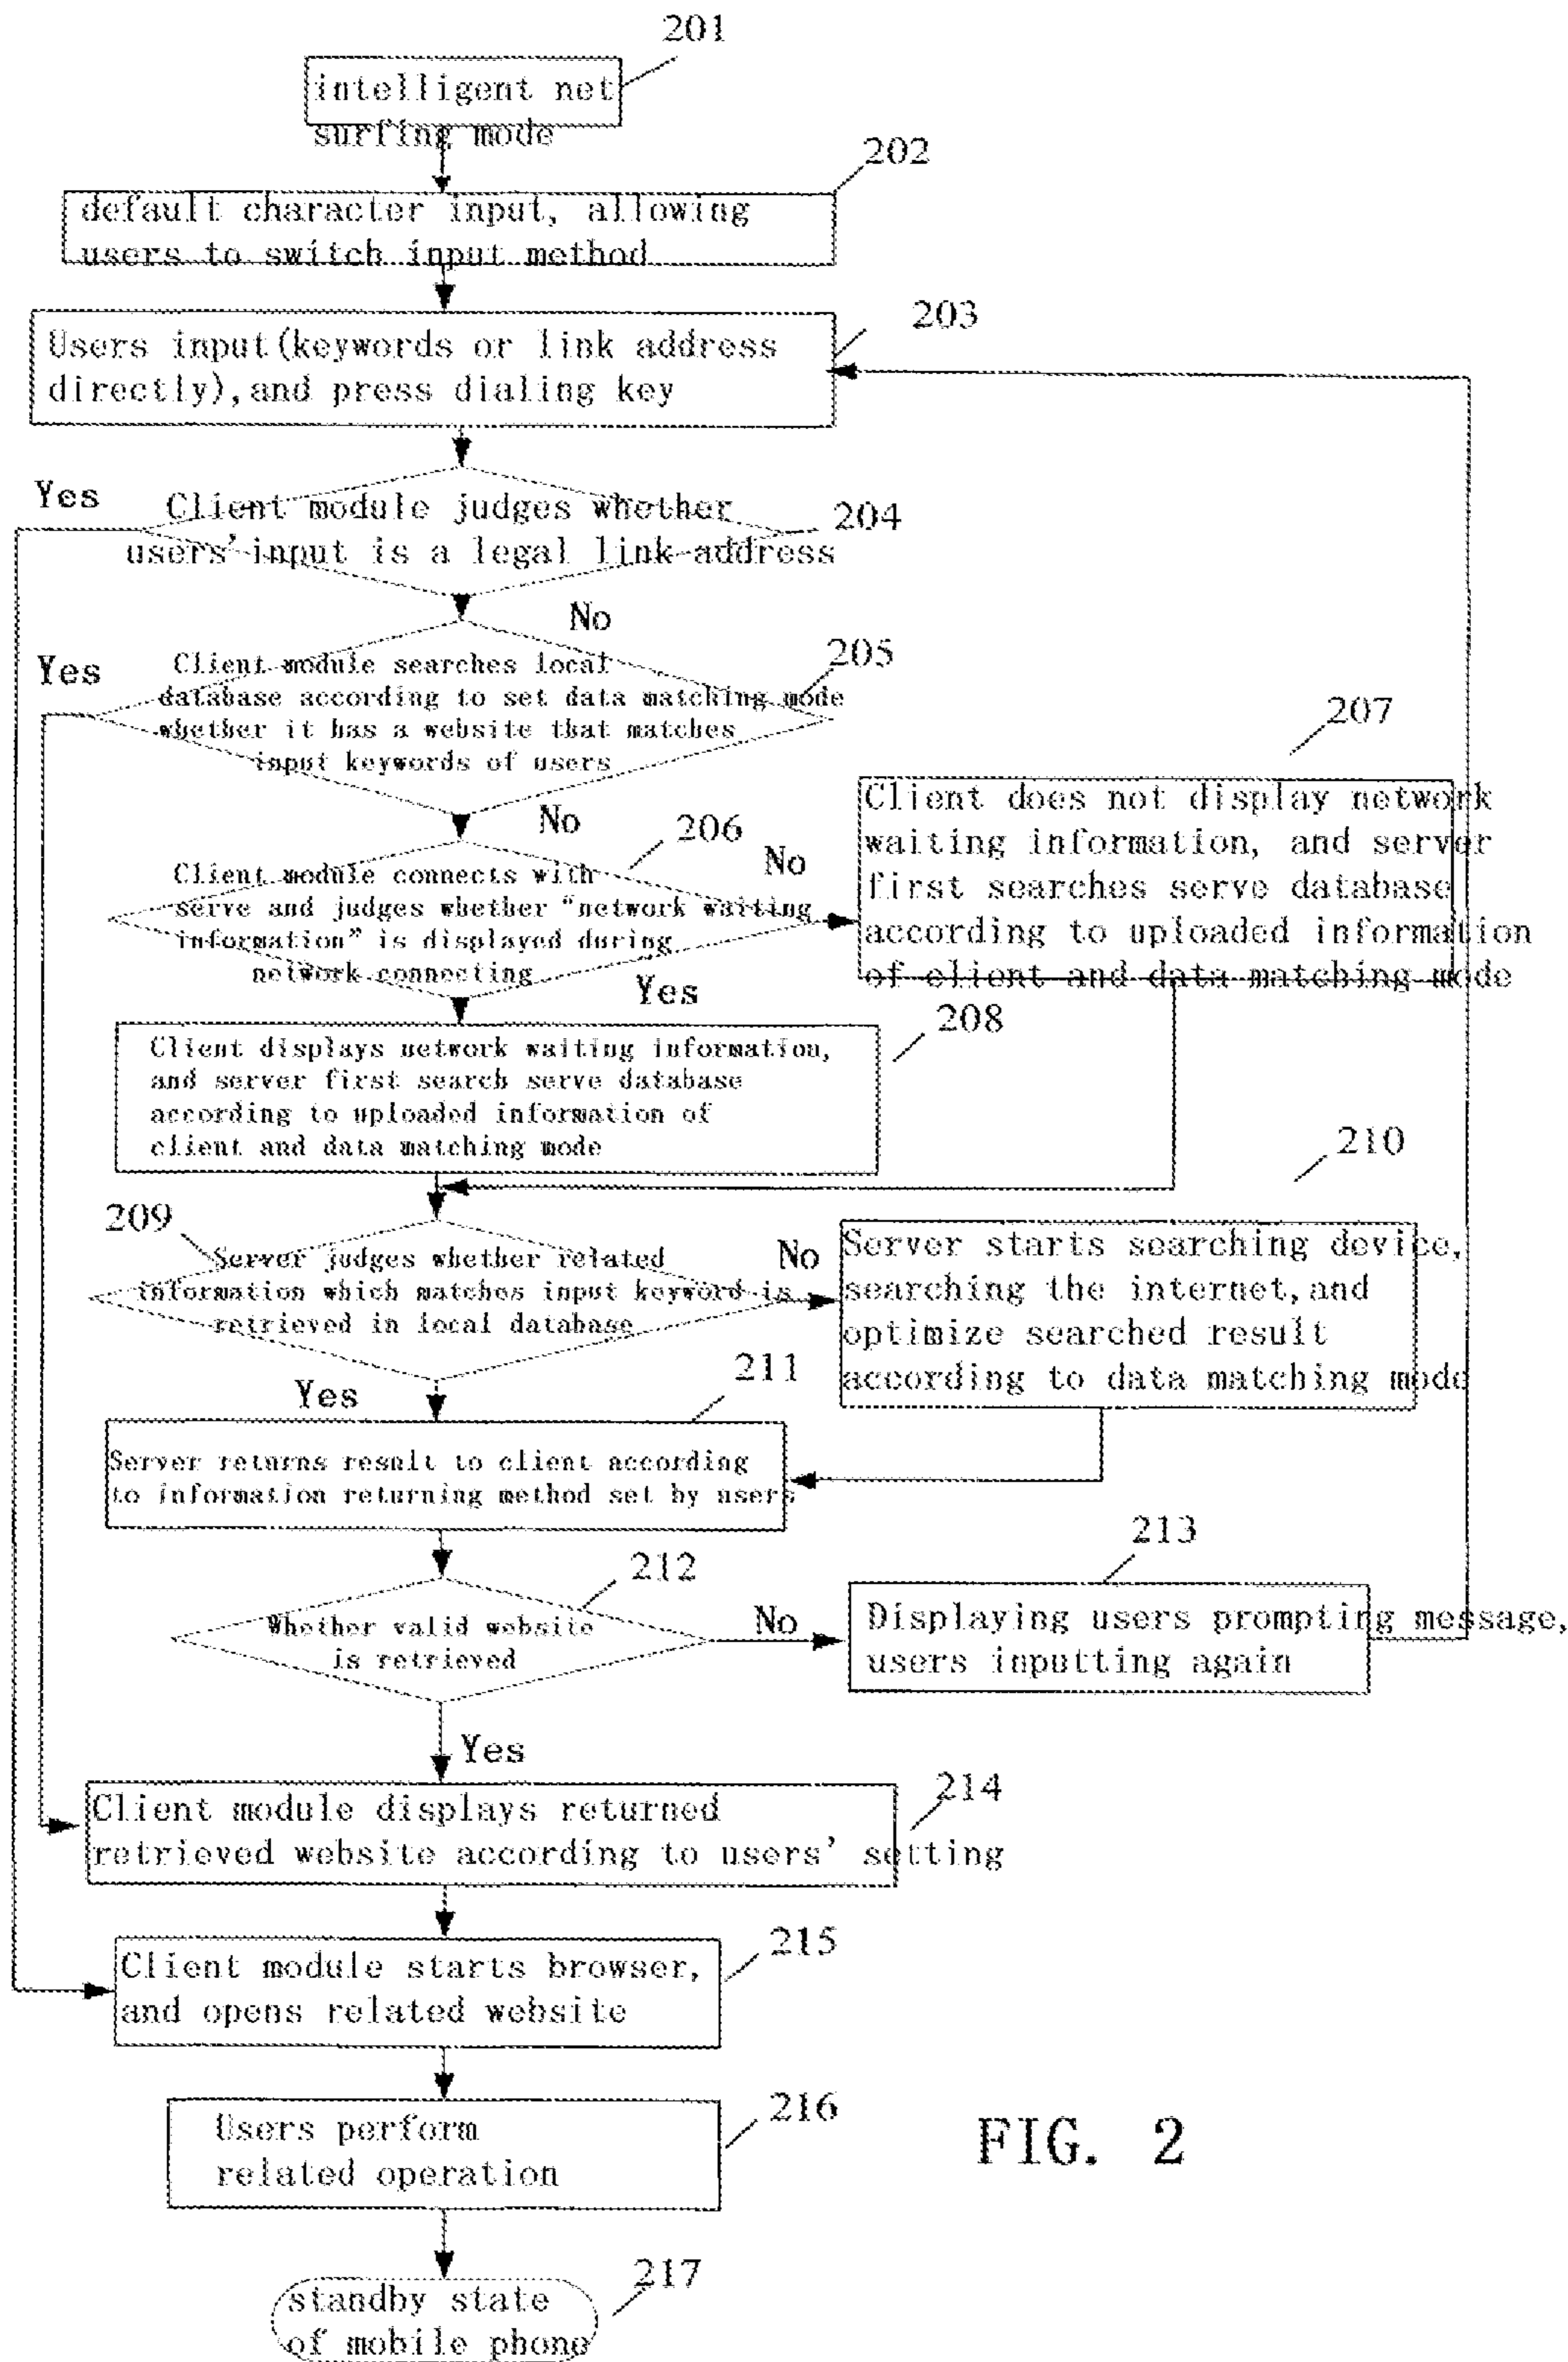 201
intelligent net
surfing mode
202
default character input, allowing
users to switch input method
203
Users input(keywords or link address
directly),and press dialing key
Yes
Client module judges whether
users' input is a legal link address
204
No
Yes
Client module searches local
database according to set data matching mode
whether it has a website that matches
input keywords of users
205
207
No
206
No
Client module connects with
serve and judges whether "network waiting
information" is displayed during
network connecting
Client does not display network
waiting information, and server
first searches serve database
according to uploaded information
of client and data matching mode
Yes
208
Client displays network waiting information,
and server first search serve database
according to uploaded information of
client and data matching mode
210
209
Server judges whether related
information which matches input keyword is
retrieved in local database
No
Server starts searching device,
searching the internet,and
optimize searched result
according to data matching mode
Yes
211
Server returns result to client according
to information returning method set by users
212
213
Whether valid website
is retrieved
No
Displaying users prompting message,
users inputting again
Yes
214
Client module displays returned
retrieved website according to users' setting
215
Client module starts browser,
and opens related website
216
Users perform
related operation
FIG. 2
217
standby state
of mobile phone